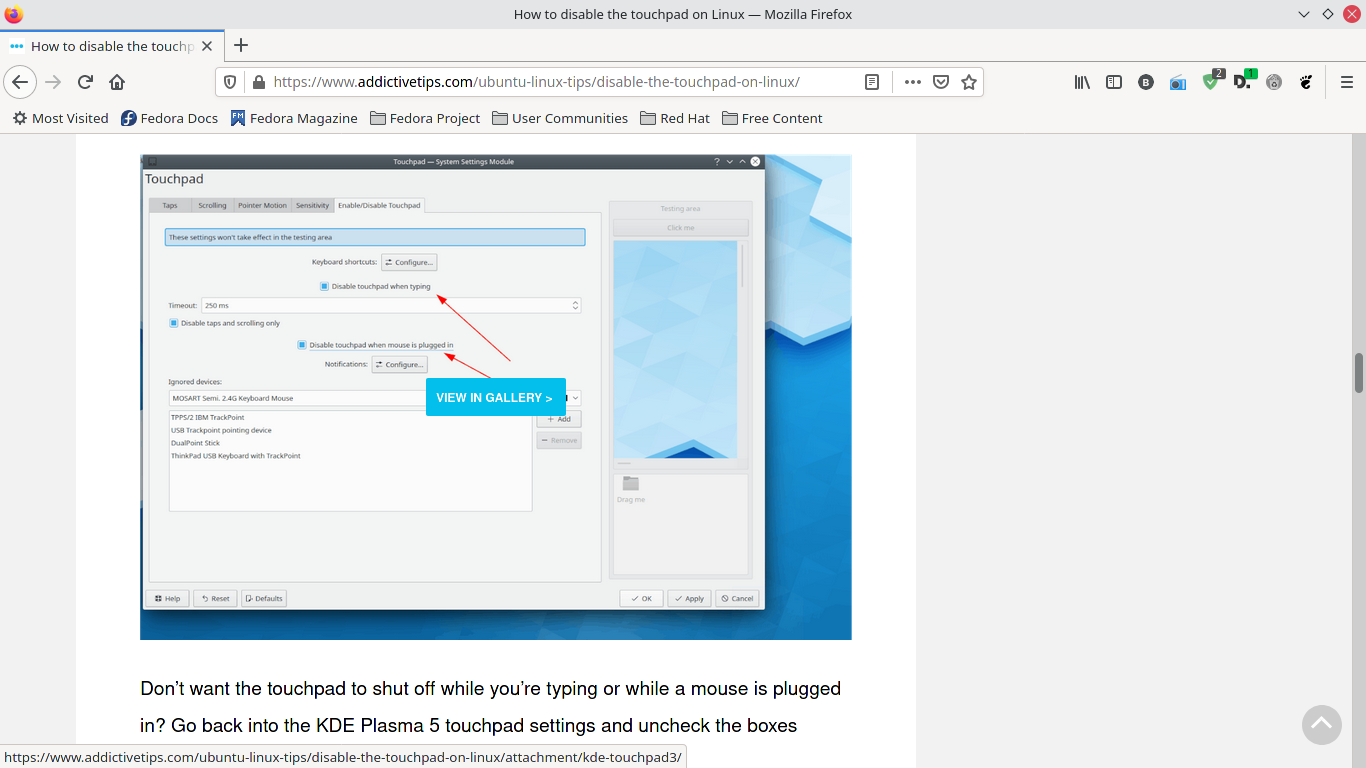 How to disable the touchpad on Linux — Mozilla Firefox
How to disable the touchp
https://www.addictivetips.com/ubuntu-linux-tips/disable-the-touchpad-on-linux/
B
2
D.
1
Most Visited
Fedora Docs
FM
Fedora Magazine
Fedora Project
User Communities
Red Hat
Free Content
Touchpad — System Settings Module
?
Touchpad
Taps
Scrolling
Pointer Motion
Sensitivity
Enable/Disable Touchpad
Testing area
Click me
These settings won't take effect in the testing area
Keyboard shortcuts:
Configure...
Disable touchpad when typing
Timeout:
250 ms
Disable taps and scrolling only
Disable touchpad when mouse is plugged in
Notifications:
Configure...
Ignored devices:
MOSART Semi. 2.4G Keyboard Mouse
VIEW IN GALLERY >
TPPS/2 IBM TrackPoint
+ Add
USB Trackpoint pointing device
DualPoint Stick
— Remove
ThinkPad USB Keyboard with TrackPoint
Drag me
Help
Reset
Defaults
OK
Apply
Cancel
Don’t want the touchpad to shut off while you’re typing or while a mouse is plugged
in? Go back into the KDE Plasma 5 touchpad settings and uncheck the boxes
https://www.addictivetips.com/ubuntu-linux-tips/disable-the-touchpad-on-linux/attachment/kde-touchpad3/